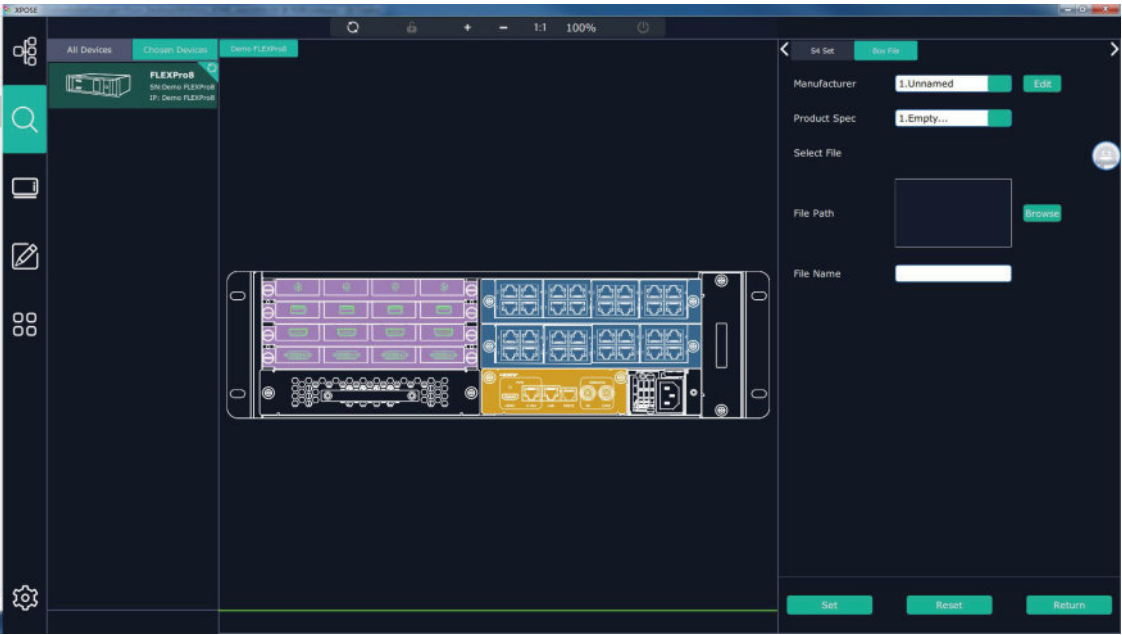 XPOSE
1:1 100%
All Devices Chosen Devices Demo FLEXPro8 S4 Set Box File
FLEXPro8
SN:Demo FLEXPro8
IP: Demo FLEXPro8
Manufacturer 1.Unnamed Edit
Product Spec 1.Empty...
Select File
File Path Browse
File Name
Set Reset Return